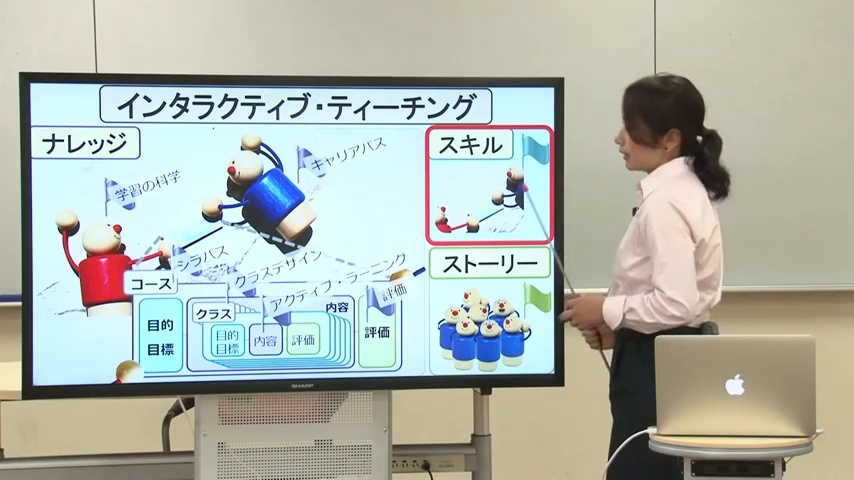 インタラクティブ・ティーチング
ナレッジ
スキル
学習の科学
キャリアパス
シラバス
クラスデザイン
アクティブ・ラーニング
評価
ストーリー
コース
目的
目標
クラス
目的
目標
内容
評価
内容
評価
SHARP